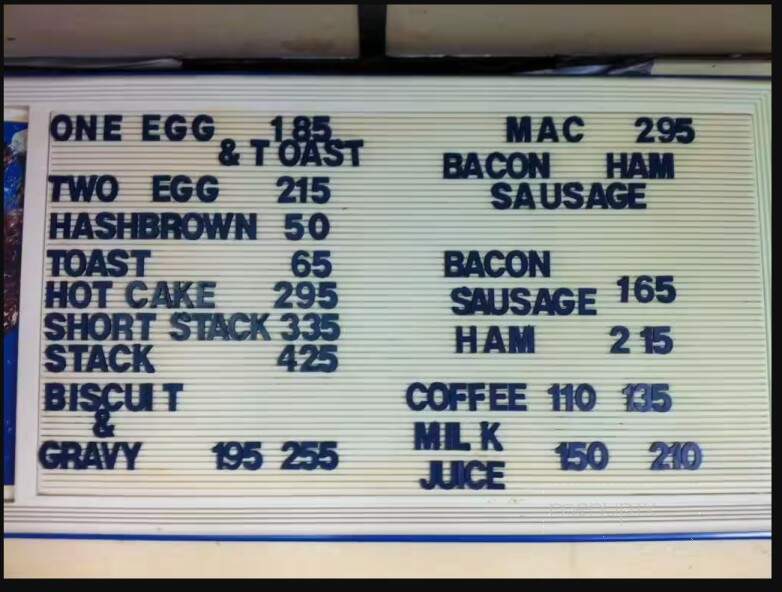 ONE EGG 185
& TOAST
TWO EGG 215
HASHBROWN 50
TOAST 65
HOT CAKE 295
SHORT STACK 335
STACK 425
BISCUIT
&
GRAVY 195 255
MAC 295
BACON HAM
SAUSAGE
BACON
SAUSAGE 165
HAM 215
COFFEE 110 135
MILK
JUICE 150 210